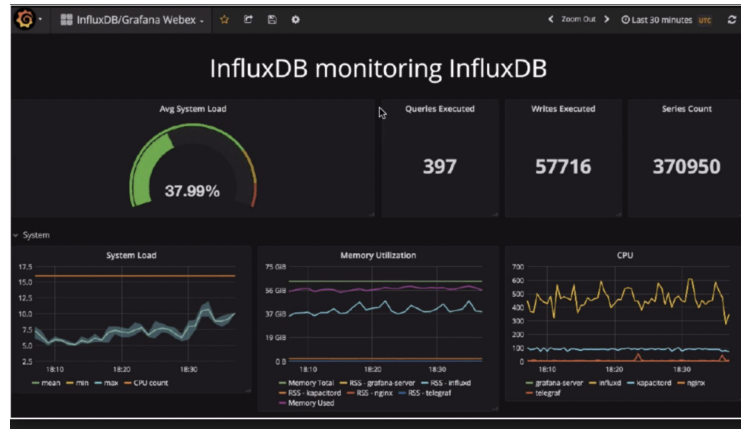 InfluxDB/Grafana Webex
Zoom Out
Last 30 minutes UTC
InfluxDB monitoring InfluxDB
Avg System Load
37.99%
Queries Executed
397
Writes Executed
57716
Series Count
370950
System
System Load
17.5
15.0
12.5
10.0
7.5
5.0
2.5
18:10 18:20 18:30
mean min max CPU count
Memory Utilization
75 GiB
56 GiB
37 GiB
19 GiB
0 B
18:10 18:20 18:30
Memory Total RSS - grafana-server RSS - influxd
RSS - kapacitord RSS - nginx RSS - telegraf
Memory Used
CPU
700
600
500
400
300
200
100
0
18:10 18:20 18:30
grafana-server influxd kapacitord nginx
telegraf